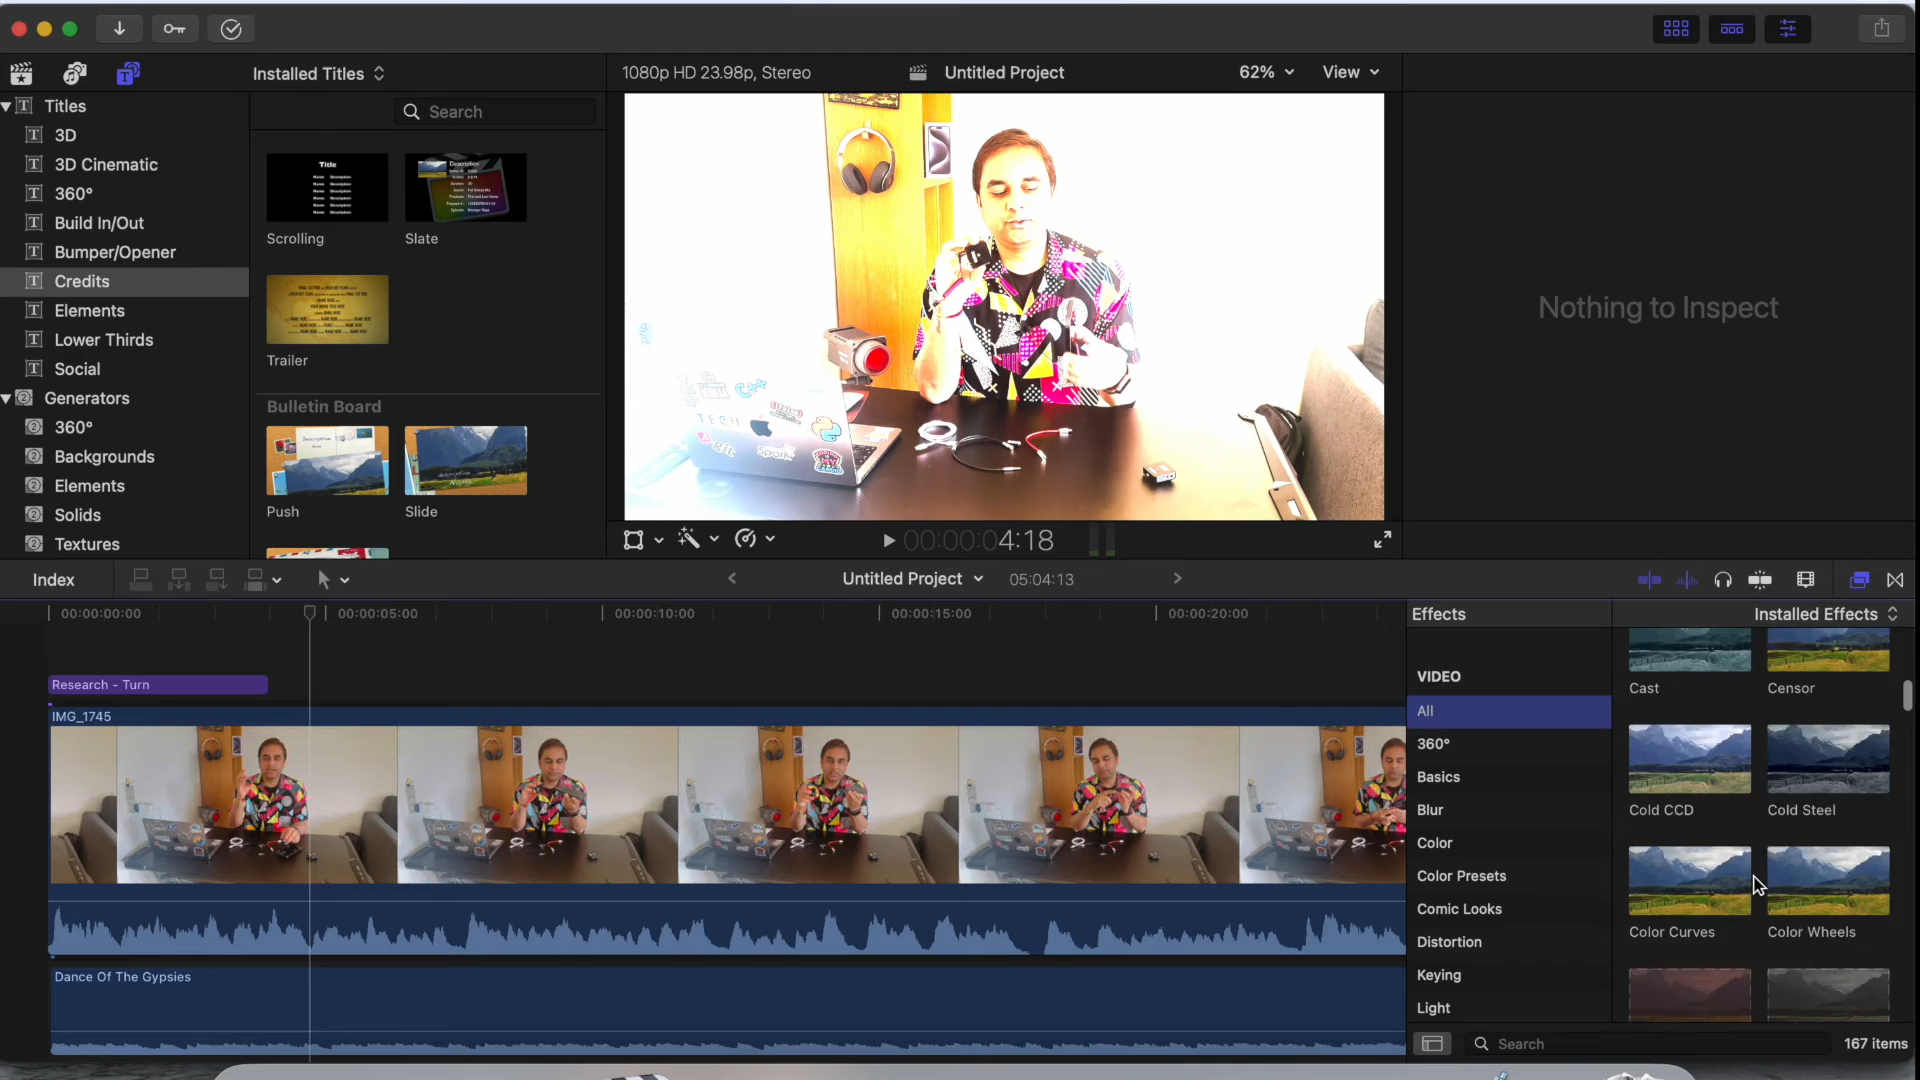 Installed Titles
1080p HD 23.98p, Stereo
Untitled Project
62%
View
Titles
3D
3D Cinematic
360°
Build In/Out
Bumper/Opener
Credits
Elements
Lower Thirds
Social
Generators
360°
Backgrounds
Elements
Solids
Textures
Search
Title
Description
Scrolling
Slate
Trailer
Bulletin Board
Push
Slide
C++
TECH
Spark
Nothing to Inspect
00:00:04:18
Index
Untitled Project
05:04:13
00:00:00:00
00:00:05:00
00:00:10:00
00:00:15:00
00:00:20:00
Research - Turn
IMG_1745
Dance Of The Gypsies
Effects
Installed Effects
VIDEO
All
360°
Basics
Blur
Color
Color Presets
Comic Looks
Distortion
Keying
Light
Cast
Censor
Cold CCD
Cold Steel
Color Curves
Color Wheels
Search
167 items